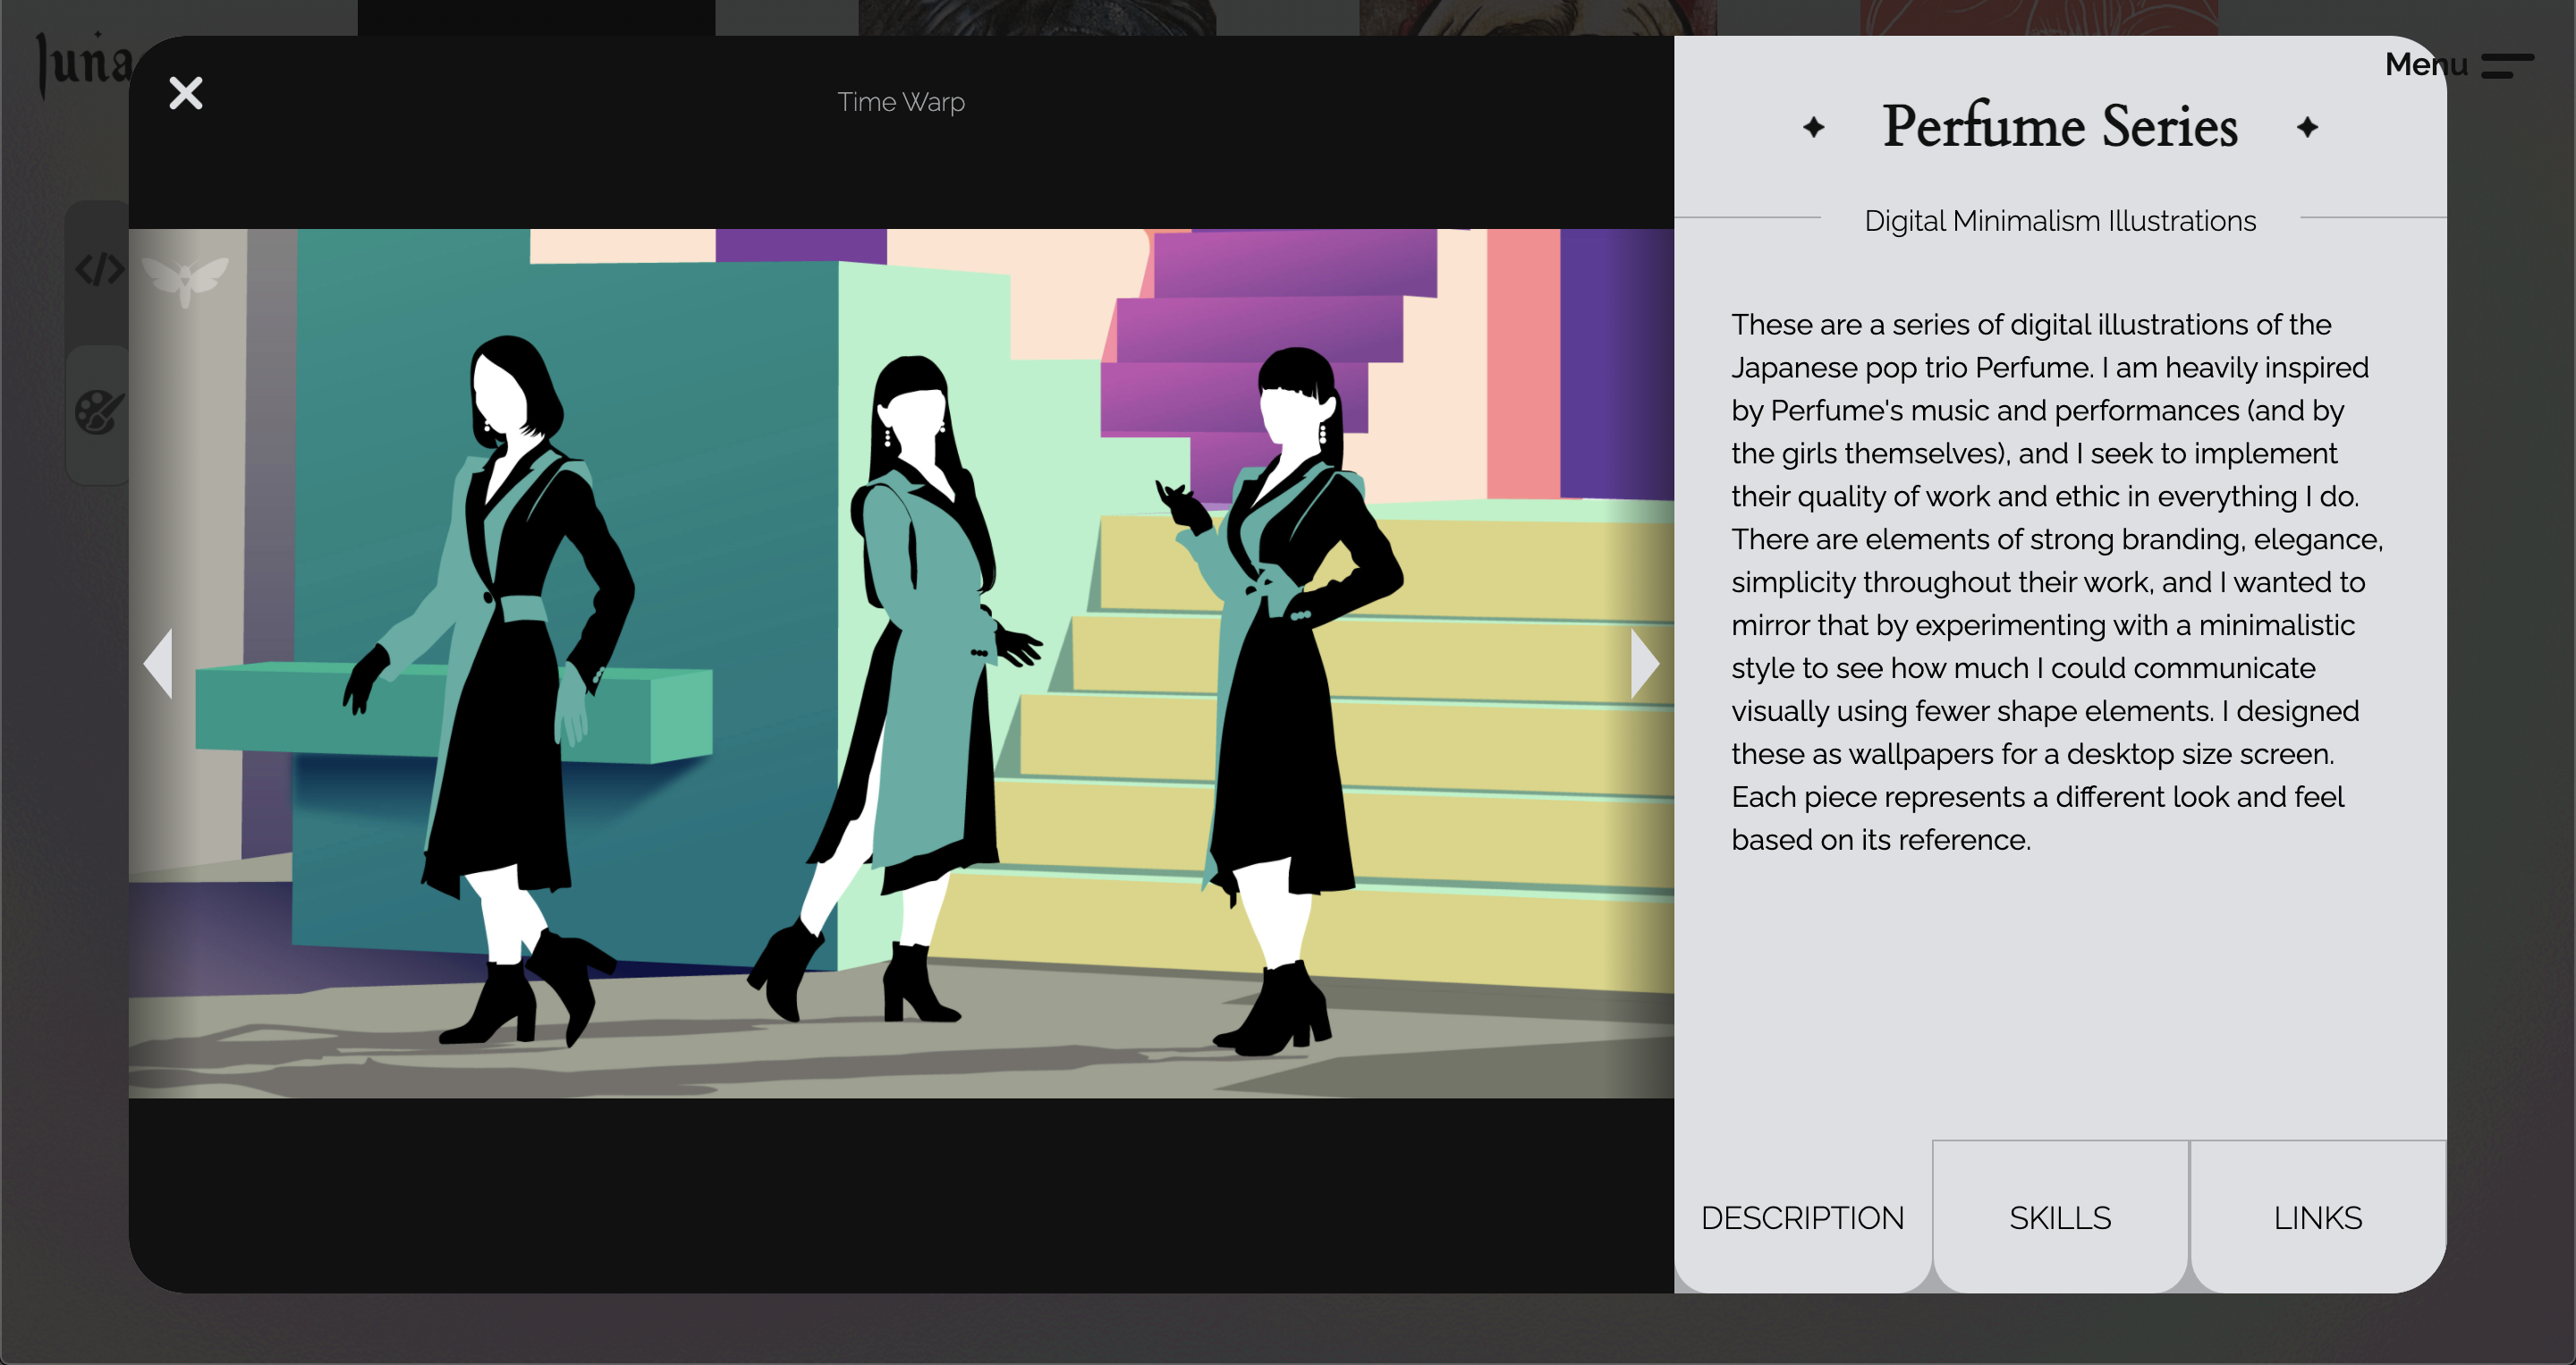 luna
Menu
Time Warp
Perfume Series
Digital Minimalism Illustrations
These are a series of digital illustrations of the
Japanese pop trio Perfume. I am heavily inspired
by Perfume's music and performances (and by
the girls themselves), and I seek to implement
their quality of work and ethic in everything I do.
There are elements of strong branding, elegance,
simplicity throughout their work, and I wanted to
mirror that by experimenting with a minimalistic
style to see how much I could communicate
visually using fewer shape elements. I designed
these as wallpapers for a desktop size screen.
Each piece represents a different look and feel
based on its reference.
DESCRIPTION
SKILLS
LINKS